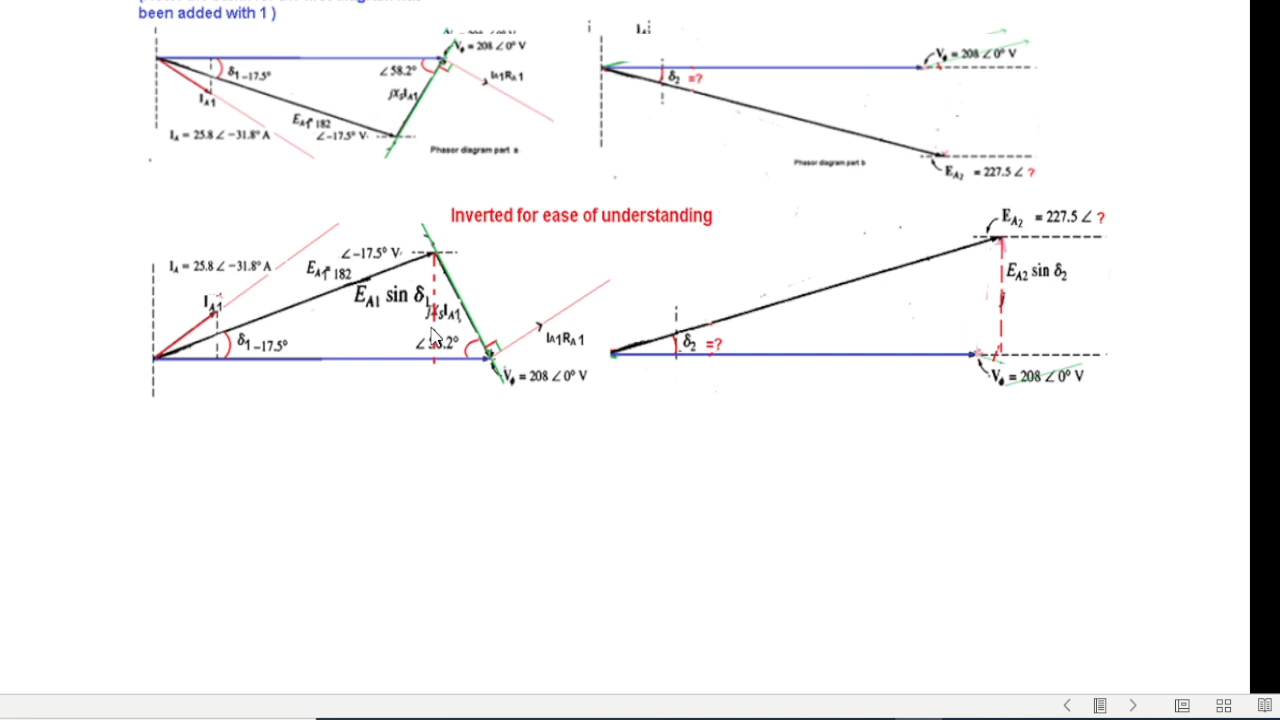 been added with 1 )
Vϕ = 208 ∠0° V
δ1 –17.5°
∠58.2°
IA1RA1
IA1
jXsIA1
EA1= 182
∠–17.5° V
IA = 25.8 ∠ –31.8° A
Phasor diagram part a
Vϕ = 208 ∠0° V
δ2 =?
Phasor diagram part b
EA2 = 227.5 ∠ ?
Inverted for ease of understanding
∠–17.5° V
IA = 25.8 ∠ –31.8° A
EA1= 182
EA1 sin δ1
IA1
jXsIA1
δ1 –17.5°
IA1RA1
Vϕ = 208 ∠0° V
EA2 = 227.5 ∠ ?
EA2 sin δ2
δ2 =?
Vϕ = 208 ∠0° V